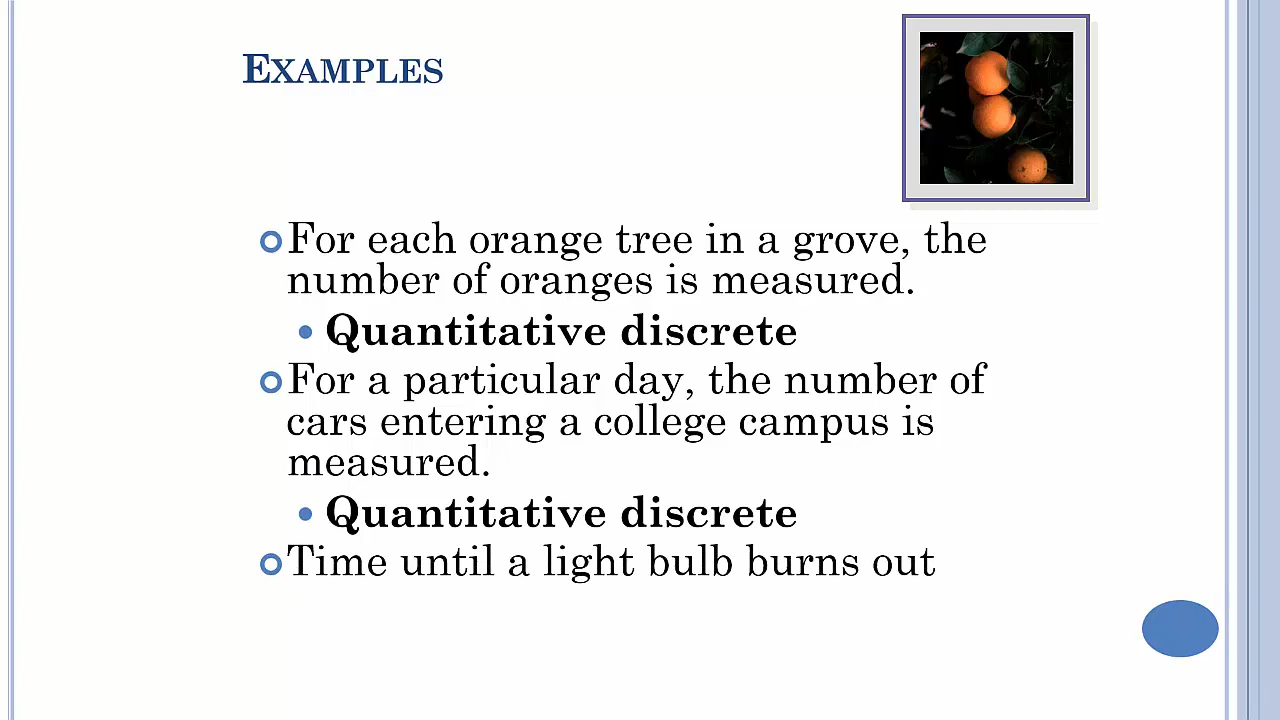 EXAMPLES
For each orange tree in a grove, the
number of oranges is measured.
Quantitative discrete
For a particular day, the number of
cars entering a college campus is
measured.
Quantitative discrete
Time until a light bulb burns out